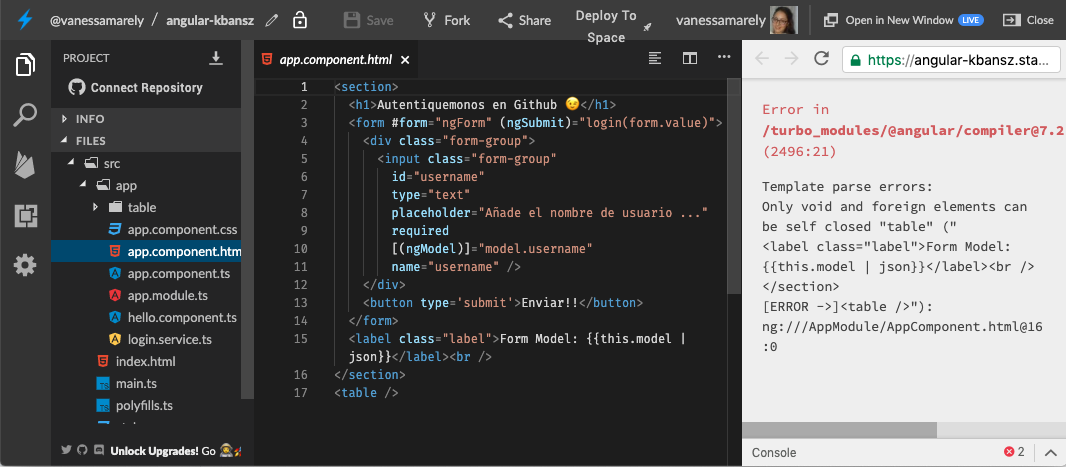 @vanessamarely / angular-kbansz Save Fork Share Deploy To Space vanessamarely Open in New Window LIVE Close
PROJECT
Connect Repository
INFO
FILES
src
app
table
app.component.css
app.component.htm
app.component.ts
app.module.ts
hello.component.ts
login.service.ts
index.html
main.ts
polyfills.ts
Unlock Upgrades! Go
app.component.html ×
1 <section>
2 <h1>Autentiquemonos en Github 😉</h1>
3 <form #form="ngForm" (ngSubmit)="login(form.value)">
4 <div class="form-group">
5 <input class="form-group"
6 id="username"
7 type="text"
8 placeholder="Añade el nombre de usuario ..."
9 required
10 [(ngModel)]="model.username"
11 name="username" />
12 </div>
13 <button type='submit'>Enviar!!</button>
14 </form>
15 <label class="label">Form Model: {{this.model |
json}}</label><br />
16 </section>
17 <table />
https://angular-kbansz.sta...
Error in
/turbo_modules/@angular/compiler@7.2
(2496:21)
Template parse errors:
Only void and foreign elements can
be self closed "table" ("
<label class="label">Form Model:
{{this.model | json}}</label><br />
</section>
[ERROR ->]<table />"):
ng:///AppModule/AppComponent.html@16
:0
Console 2